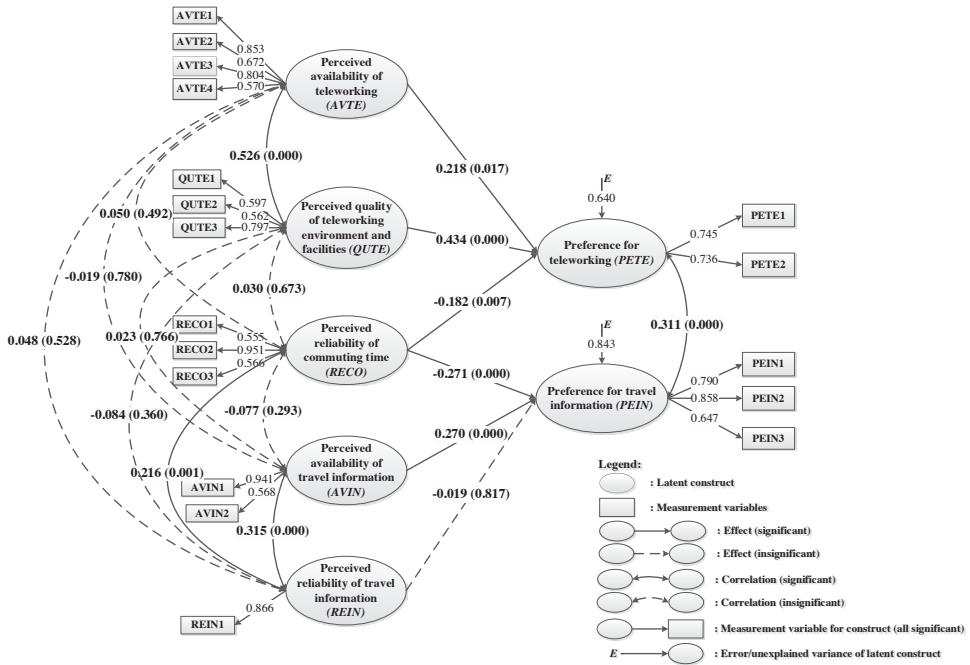 AVTE1
AVTE2
AVTE3
AVTE4
0.853
0.672
0.804
0.570
Perceived
availability of
teleworking
(AVTE)
0.526 (0.000)
0.218 (0.017)
QUTE1
QUTE2
QUTE3
0.597
0.562
0.797
Perceived quality
of teleworking
environment and
facilities (QUTE)
0.050 (0.492)
0.434 (0.000)
E
0.640
Preference for
teleworking (PETE)
PETE1
0.745
0.736
PETE2
-0.019 (0.780)
0.030 (0.673)
-0.182 (0.007)
0.311 (0.000)
RECO1
RECO2
RECO3
0.555
0.951
0.566
Perceived
reliability of
commuting time
(RECO)
0.048 (0.528)
0.023 (0.766)
-0.271 (0.000)
E
0.843
Preference for travel
information (PEIN)
PEIN1
0.790
0.858
PEIN2
0.647
PEIN3
-0.084 (0.360)
-0.077 (0.293)
0.270 (0.000)
0.216 (0.001)
AVIN1
AVIN2
0.941
0.568
Perceived
availability of
travel information
(AVIN)
-0.019 (0.817)
0.315 (0.000)
Perceived
reliability of travel
information
(REIN)
0.866
REIN1
Legend:
: Latent construct
: Measurement variables
: Effect (significant)
: Effect (insignificant)
: Correlation (significant)
: Correlation (insignificant)
: Measurement variable for construct (all significant)
E
: Error/unexplained variance of latent construct